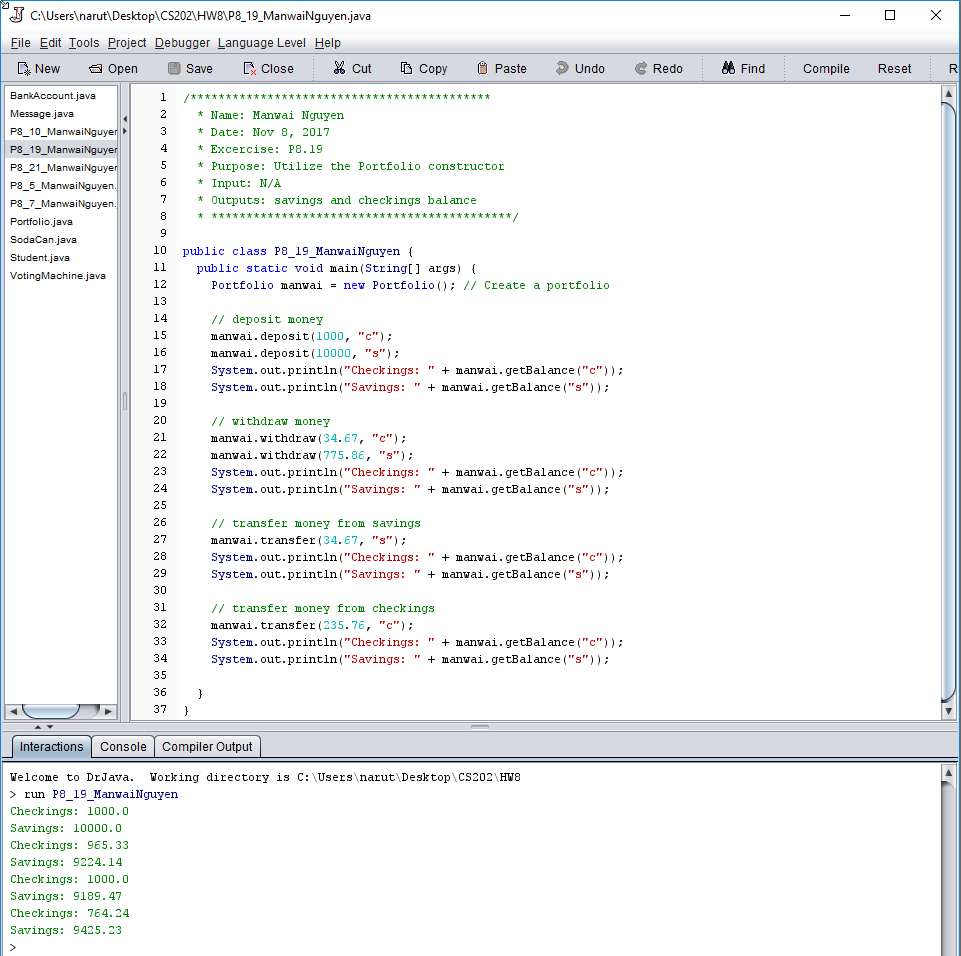 C:\Users\narut\Desktop\CS202\HW8\P8_19_ManwaiNguyen.java
File Edit Tools Project Debugger Language Level Help
New Open Save Close Cut Copy Paste Undo Redo Find Compile Reset R
BankAccount.java
Message.java
P8_10_ManwaiNguyen
P8_19_ManwaiNguyen
P8_21_ManwaiNguyen
P8_5_ManwaiNguyen.
P8_7_ManwaiNguyen.
Portfolio.java
SodaCan.java
Student.java
VotingMachine.java
1 /*******************************************
2 * Name: Manwai Nguyen
3 * Date: Nov 8, 2017
4 * Excercise: P8.19
5 * Purpose: Utilize the Portfolio constructor
6 * Input: N/A
7 * Outputs: savings and checkings balance
8 * *******************************************/
9
10 public class P8_19_ManwaiNguyen {
11 public static void main(String[] args) {
12 Portfolio manwai = new Portfolio(); // Create a portfolio
13
14 // deposit money
15 manwai.deposit(1000, "c");
16 manwai.deposit(10000, "s");
17 System.out.println("Checkings: " + manwai.getBalance("c"));
18 System.out.println("Savings: " + manwai.getBalance("s"));
19
20 // withdraw money
21 manwai.withdraw(34.67, "c");
22 manwai.withdraw(775.86, "s");
23 System.out.println("Checkings: " + manwai.getBalance("c"));
24 System.out.println("Savings: " + manwai.getBalance("s"));
25
26 // transfer money from savings
27 manwai.transfer(34.67, "s");
28 System.out.println("Checkings: " + manwai.getBalance("c"));
29 System.out.println("Savings: " + manwai.getBalance("s"));
30
31 // transfer money from checkings
32 manwai.transfer(235.76, "c");
33 System.out.println("Checkings: " + manwai.getBalance("c"));
34 System.out.println("Savings: " + manwai.getBalance("s"));
35
36 }
37 }
Interactions Console Compiler Output
Welcome to DrJava. Working directory is C:\Users\narut\Desktop\CS202\HW8
> run P8_19_ManwaiNguyen
Checkings: 1000.0
Savings: 10000.0
Checkings: 965.33
Savings: 9224.14
Checkings: 1000.0
Savings: 9189.47
Checkings: 764.24
Savings: 9425.23
>